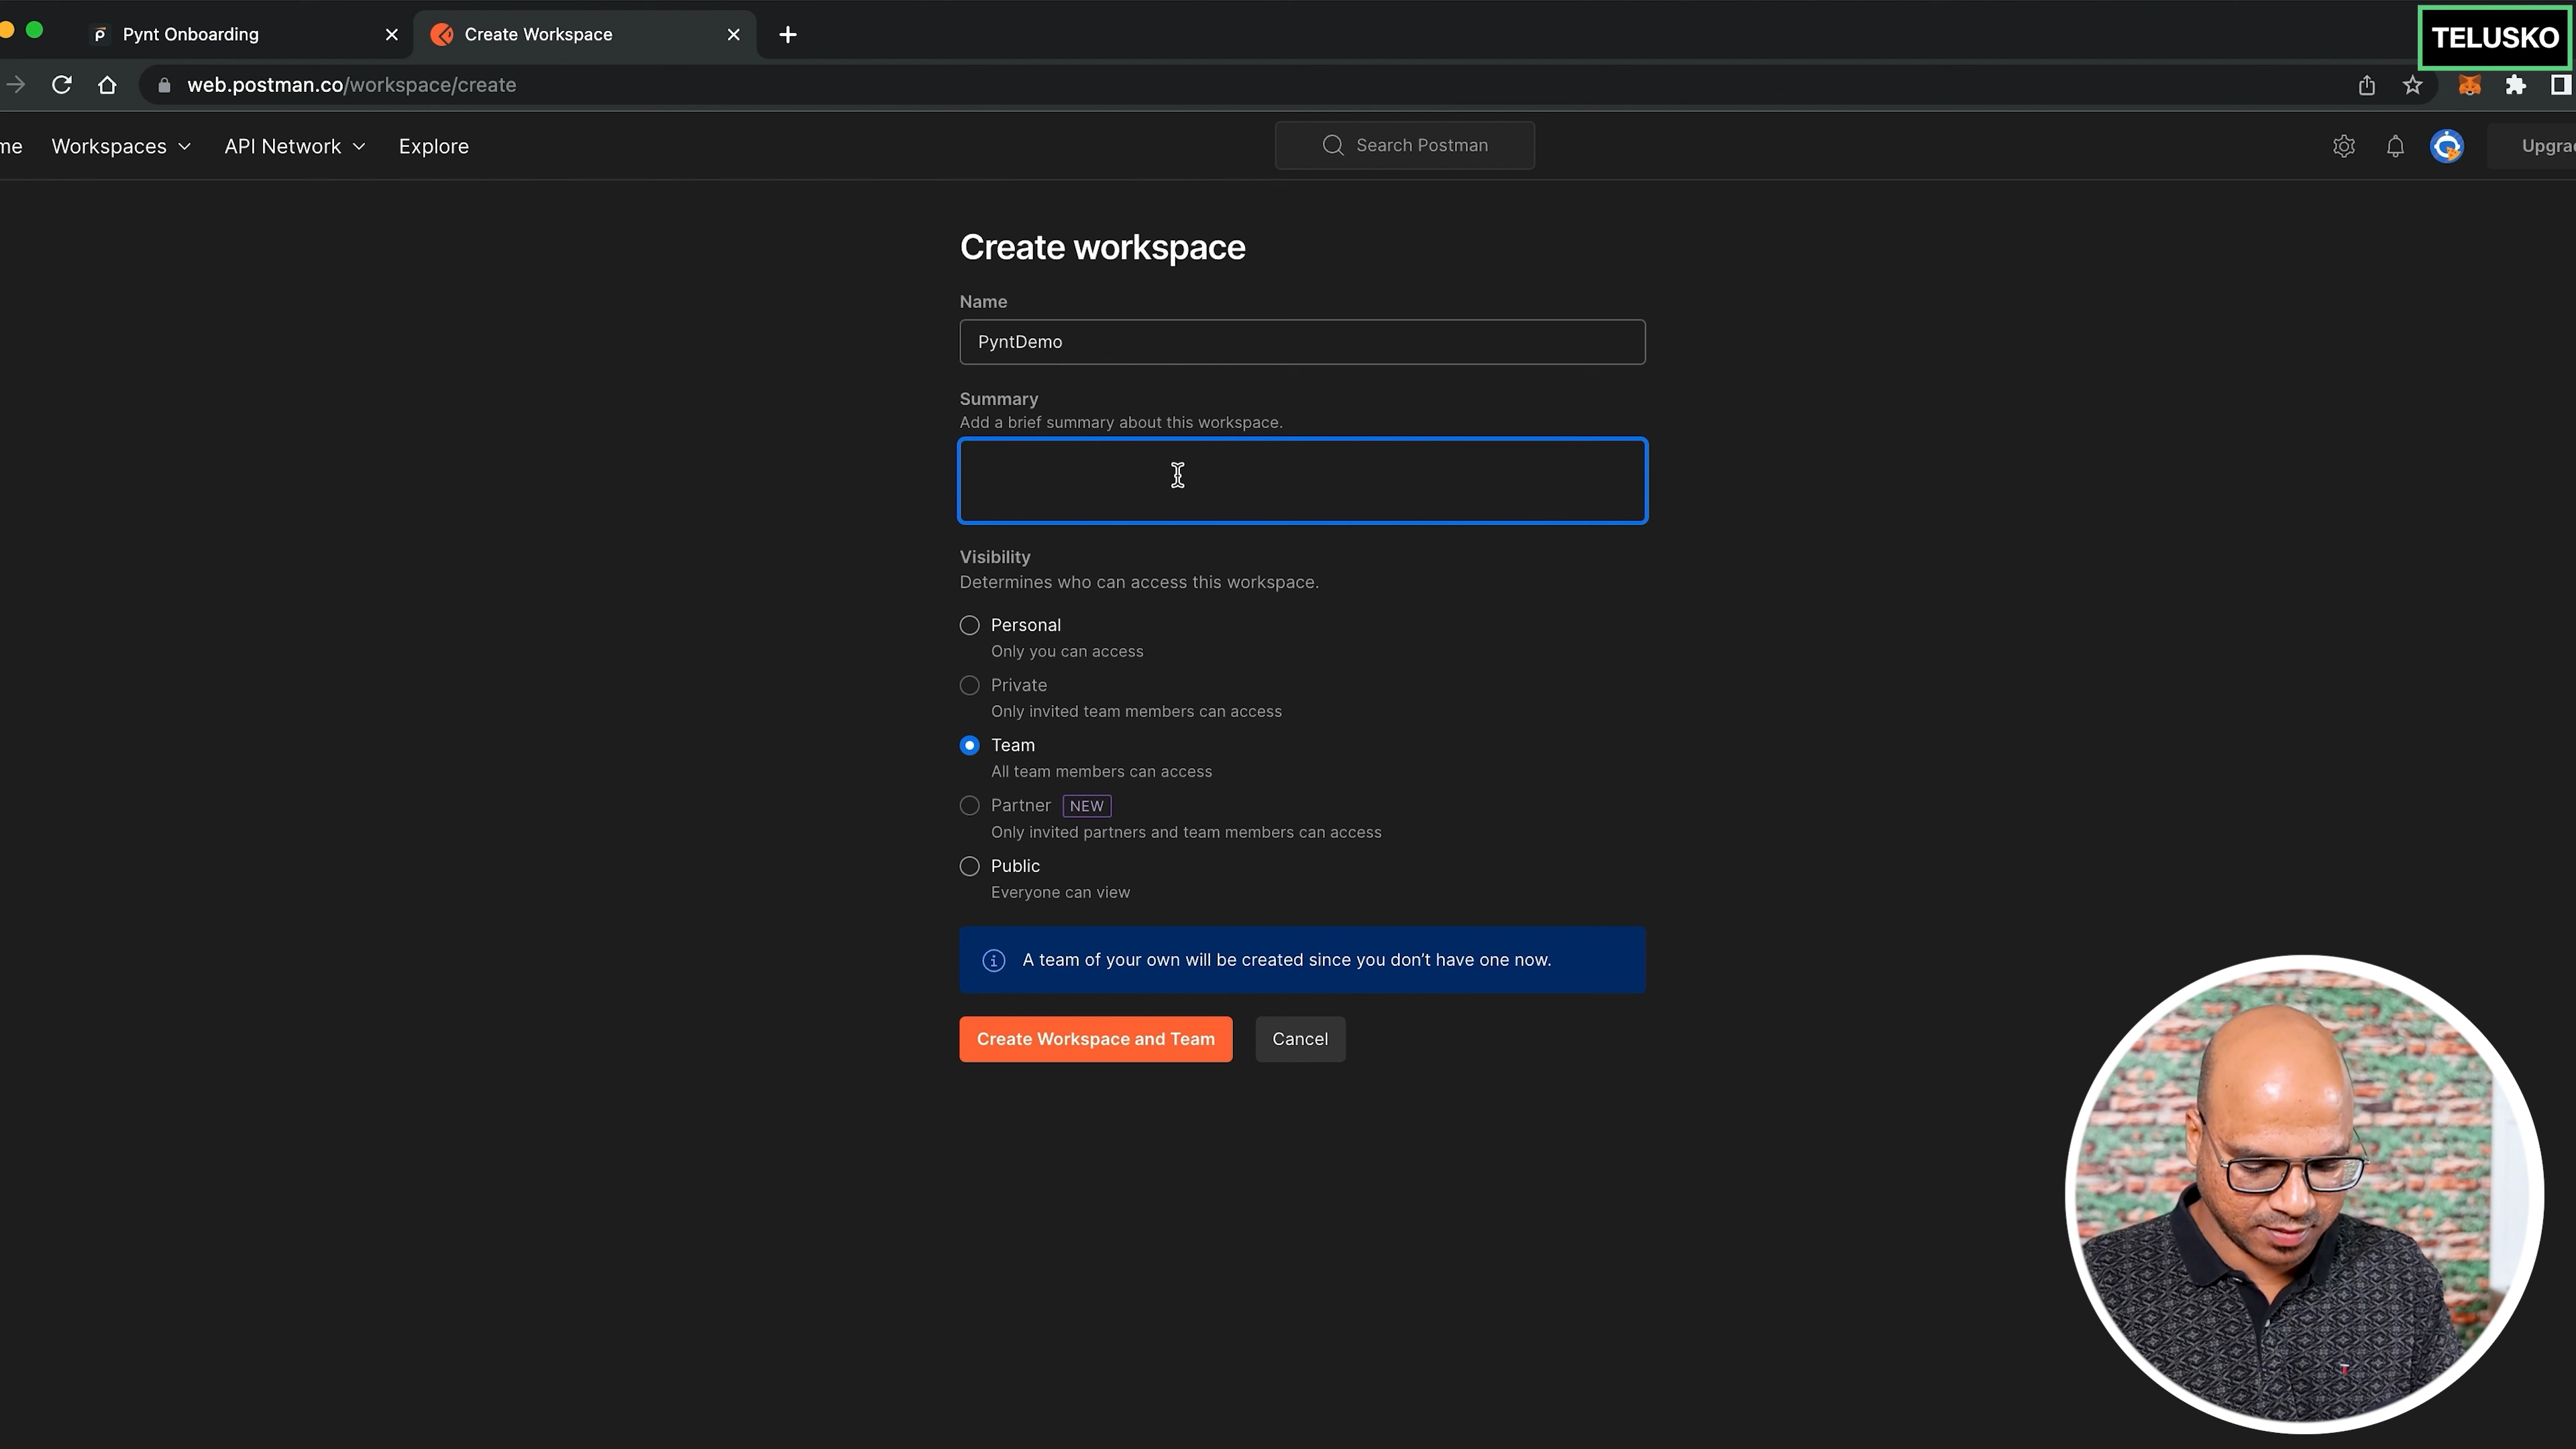 Pynt Onboarding
Create Workspace
TELUSKO
web.postman.co/workspace/create
Workspaces
API Network
Explore
Search Postman
Create workspace
Name
PyntDemo
Summary
Add a brief summary about this workspace.
Visibility
Determines who can access this workspace.
Personal
Only you can access
Private
Only invited team members can access
Team
All team members can access
Partner NEW
Only invited partners and team members can access
Public
Everyone can view
A team of your own will be created since you don't have one now.
Create Workspace and Team
Cancel